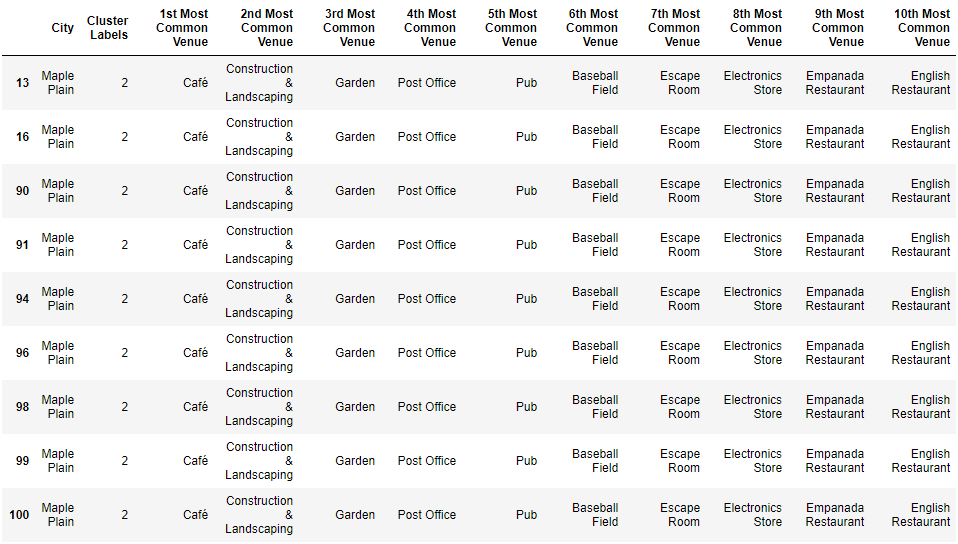 City Cluster Labels 1st Most Common Venue 2nd Most Common Venue 3rd Most Common Venue 4th Most Common Venue 5th Most Common Venue 6th Most Common Venue 7th Most Common Venue 8th Most Common Venue 9th Most Common Venue 10th Most Common Venue
13 Maple Plain 2 Café Construction & Landscaping Garden Post Office Pub Baseball Field Escape Room Electronics Store Empanada Restaurant English Restaurant
16 Maple Plain 2 Café Construction & Landscaping Garden Post Office Pub Baseball Field Escape Room Electronics Store Empanada Restaurant English Restaurant
90 Maple Plain 2 Café Construction & Landscaping Garden Post Office Pub Baseball Field Escape Room Electronics Store Empanada Restaurant English Restaurant
91 Maple Plain 2 Café Construction & Landscaping Garden Post Office Pub Baseball Field Escape Room Electronics Store Empanada Restaurant English Restaurant
94 Maple Plain 2 Café Construction & Landscaping Garden Post Office Pub Baseball Field Escape Room Electronics Store Empanada Restaurant English Restaurant
96 Maple Plain 2 Café Construction & Landscaping Garden Post Office Pub Baseball Field Escape Room Electronics Store Empanada Restaurant English Restaurant
98 Maple Plain 2 Café Construction & Landscaping Garden Post Office Pub Baseball Field Escape Room Electronics Store Empanada Restaurant English Restaurant
99 Maple Plain 2 Café Construction & Landscaping Garden Post Office Pub Baseball Field Escape Room Electronics Store Empanada Restaurant English Restaurant
100 Maple Plain 2 Café Construction & Landscaping Garden Post Office Pub Baseball Field Escape Room Electronics Store Empanada Restaurant English Restaurant